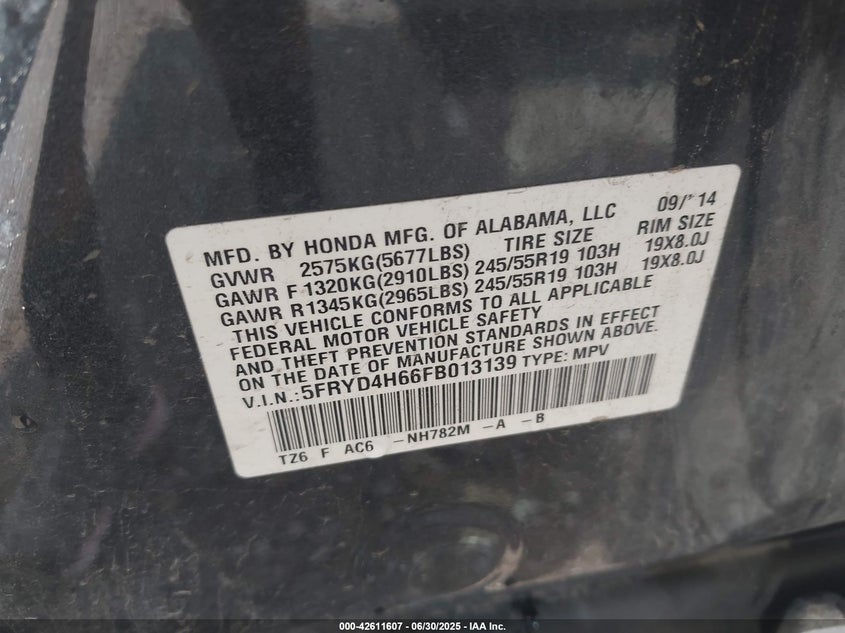 MFD. BY HONDA MFG. OF ALABAMA, LLC 09/'14
GVWR 2575KG(5677LBS) TIRE SIZE RIM SIZE
GAWR F 1320KG(2910LBS) 245/55R19 103H 19X8.0J
GAWR R 1345KG(2965LBS) 245/55R19 103H 19X8.0J
THIS VEHICLE CONFORMS TO ALL APPLICABLE
FEDERAL MOTOR VEHICLE SAFETY
AND THEFT PREVENTION STANDARDS IN EFFECT
ON THE DATE OF MANUFACTURE SHOWN ABOVE.
V.I.N.:5FRYD4H66FB013139 TYPE: MPV
TZ6 F AC6 -NH782M -A -B
000-42611607 - 06/30/2025 - IAA Inc.